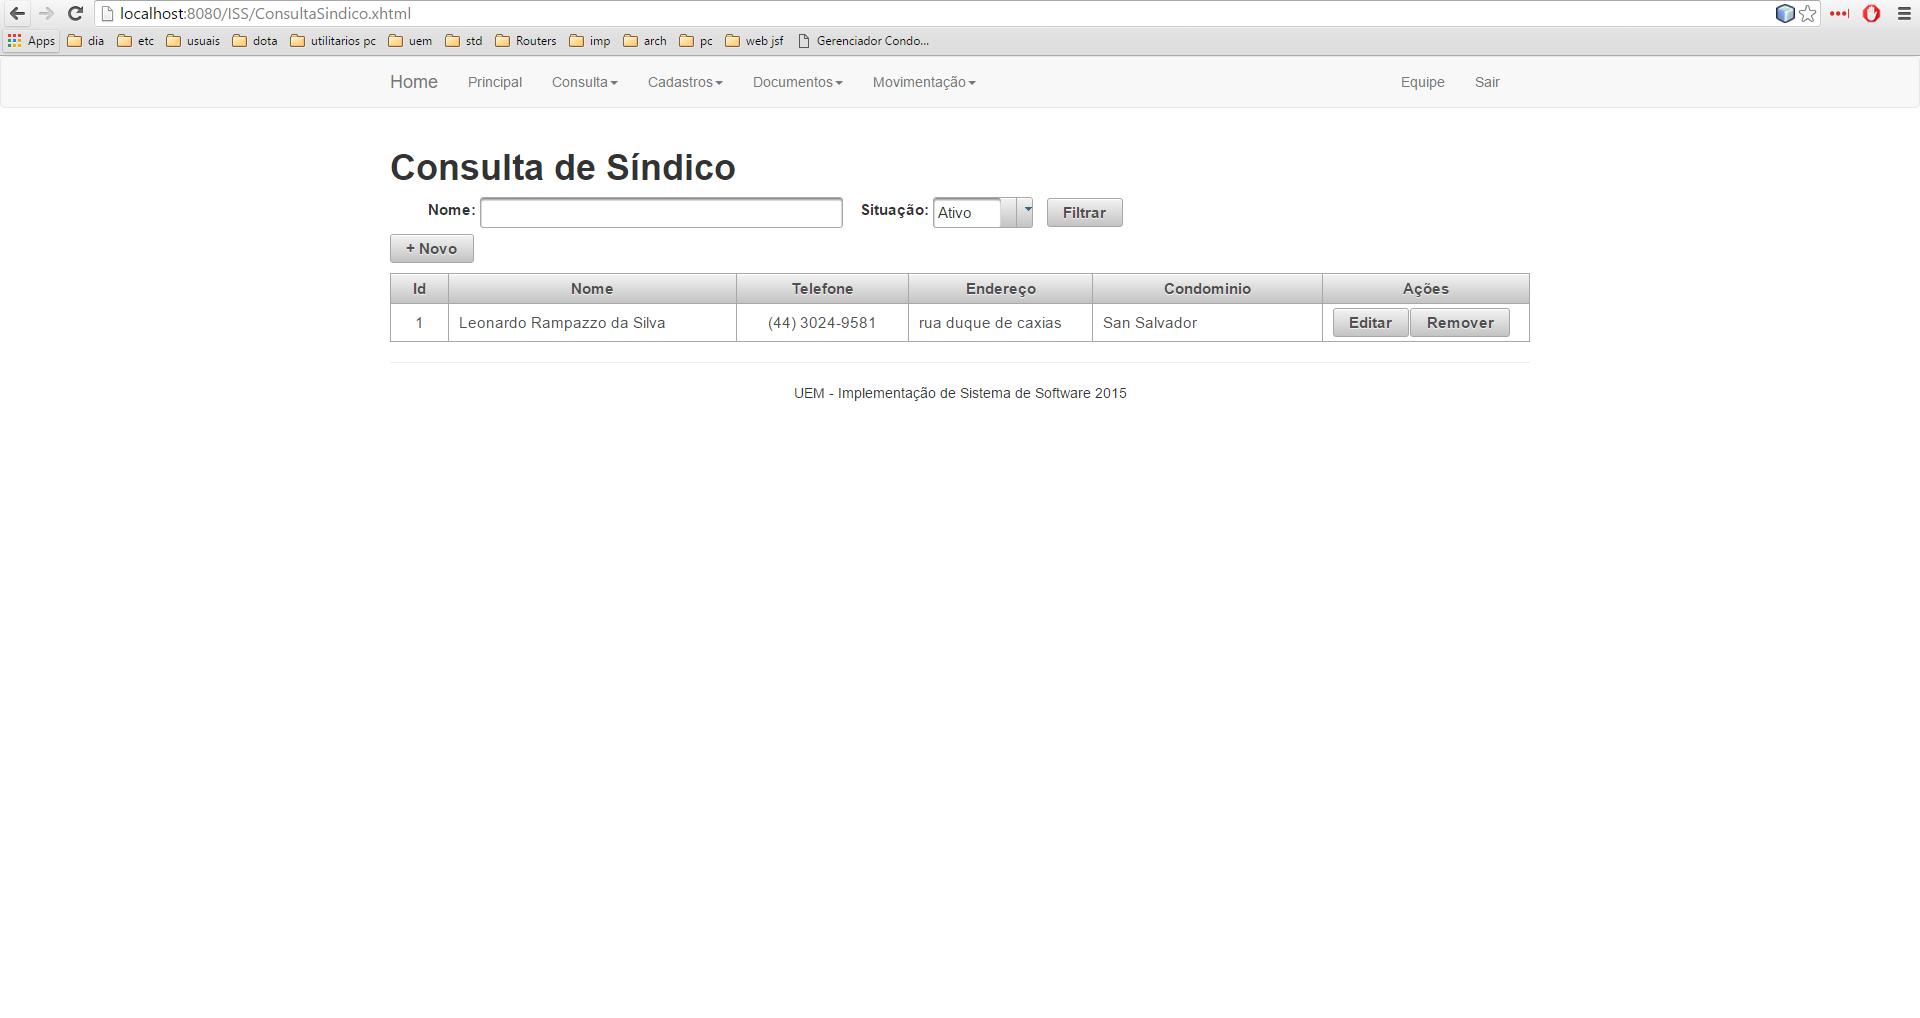 localhost:8080/ISS/ConsultaSindico.xhtml
Apps dia etc usuais dota utilitarios pc uem std Routers imp arch pc web jsf Gerenciador Condo...
Home Principal Consulta Cadastros Documentos Movimentação Equipe Sair
Consulta de Síndico
Nome: Situação: Ativo Filtrar
+ Novo
Id Nome Telefone Endereço Condominio Ações
1 Leonardo Rampazzo da Silva (44) 3024-9581 rua duque de caxias San Salvador Editar Remover
UEM - Implementação de Sistema de Software 2015